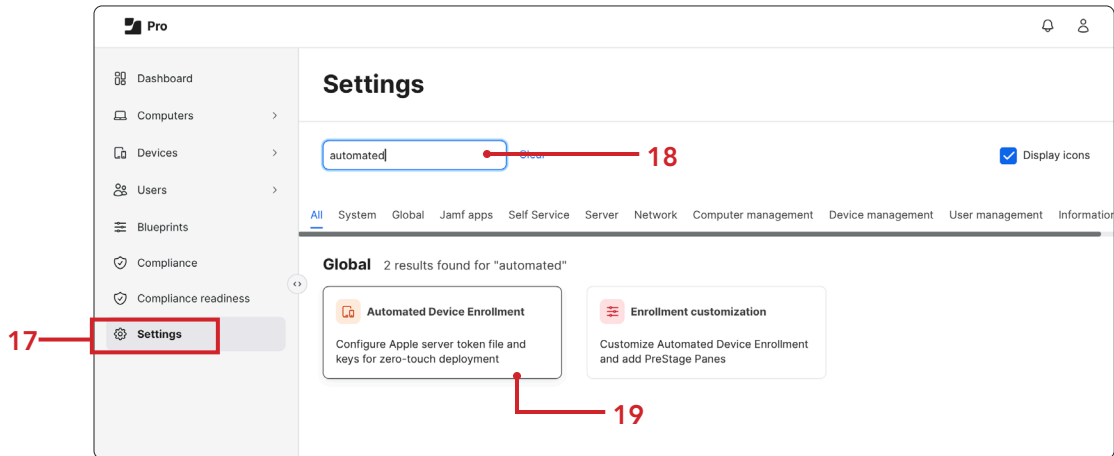 Pro
Dashboard
Computers
Devices
Users
Blueprints
Compliance
Compliance readiness
17
Settings
Settings
automated
Clear
18
Display icons
All System Global Jamf apps Self Service Server Network Computer management Device management User management Information
Global 2 results found for "automated"
Automated Device Enrollment
Configure Apple server token file and
keys for zero-touch deployment
Enrollment customization
Customize Automated Device Enrollment
and add PreStage Panes
19